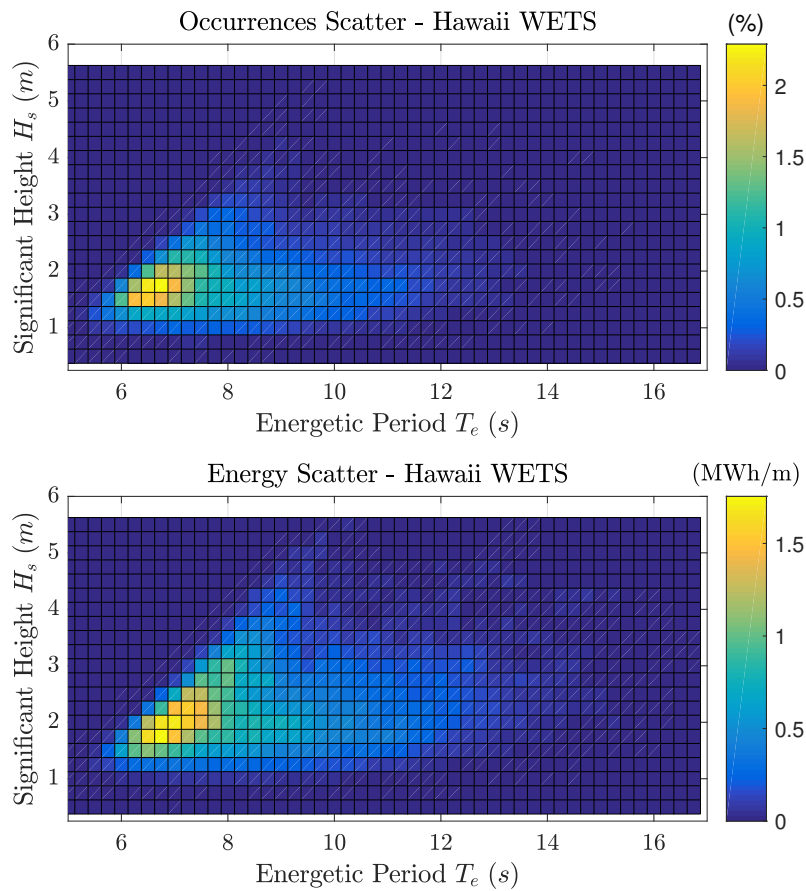 Occurrences Scatter - Hawaii WETS
(%)
Significant Height H_s (m)
6
5
4
3
2
1
6 8 10 12 14 16
Energetic Period T_e (s)
2
1.5
1
0.5
0
Energy Scatter - Hawaii WETS
(MWh/m)
Significant Height H_s (m)
6
5
4
3
2
1
6 8 10 12 14 16
Energetic Period T_e (s)
1.5
1
0.5
0